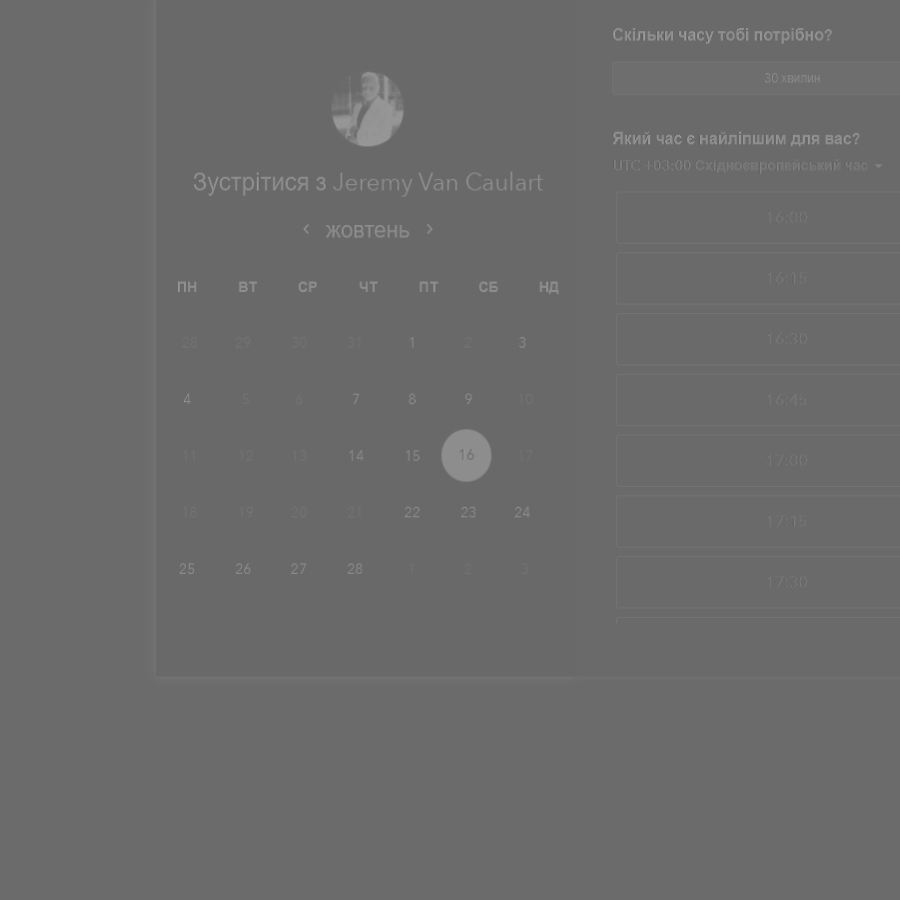 Скільки часу тобі потрібно?
30 хвилин
Який час є найліпшим для вас?
UTC +03:00 Східноєвропейський час
Зустрітися з Jeremy Van Caulart
жовтень
ПН ВТ СР ЧТ ПТ СБ НД
28 29 30 31 1 2 3
4 5 6 7 8 9 10
11 12 13 14 15 16 17
18 19 20 21 22 23 24
25 26 27 28 1 2 3
16:00
16:15
16:30
16:45
17:00
17:15
17:30